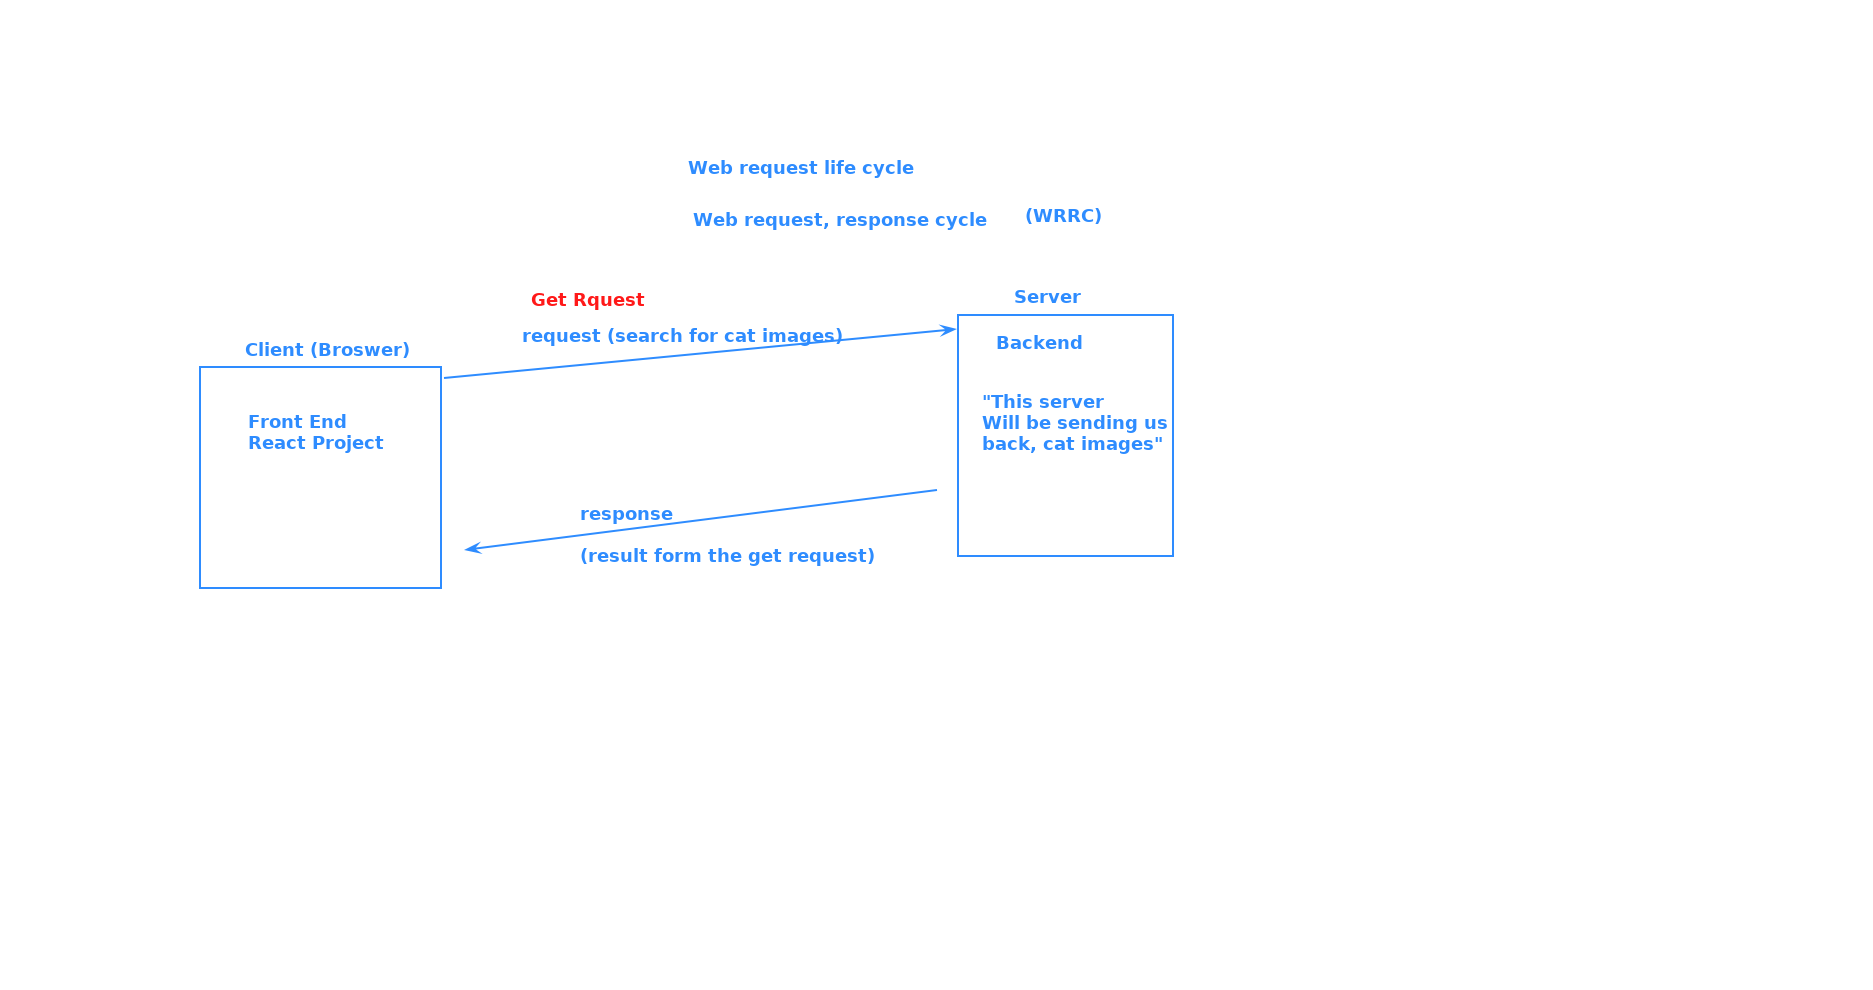 Web request life cycle
Web request, response cycle (WRRC)
Get Rquest
request (search for cat images)
Client (Broswer)
Front End
React Project
Server
Backend
"This server
Will be sending us
back, cat images"
response
(result form the get request)